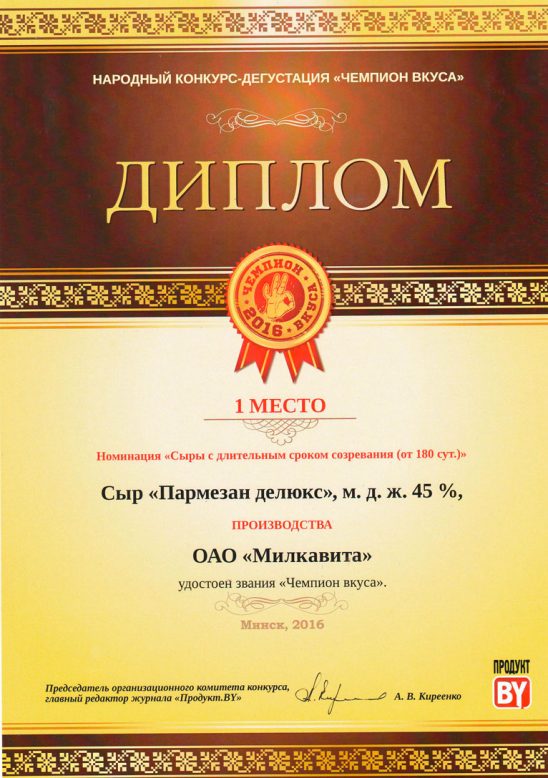 НАРОДНЫЙ КОНКУРС-ДЕГУСТАЦИЯ «ЧЕМПИОН ВКУСА»
ДИПЛОМ
ЧЕМПИОН
ВКУСА
2016
1 МЕСТО
Номинация «Сыры с длительным сроком созревания (от 180 сут.)»
Сыр «Пармезан делюкс», м. д. ж. 45 %,
ПРОИЗВОДСТВА
ОАО «Милкавита»
удостоен звания «Чемпион вкуса».
Минск, 2016
ПРОДУКТ
BY
Председатель организационного комитета конкурса,
главный редактор журнала «Продукт.BY»
А. В. Киреенко